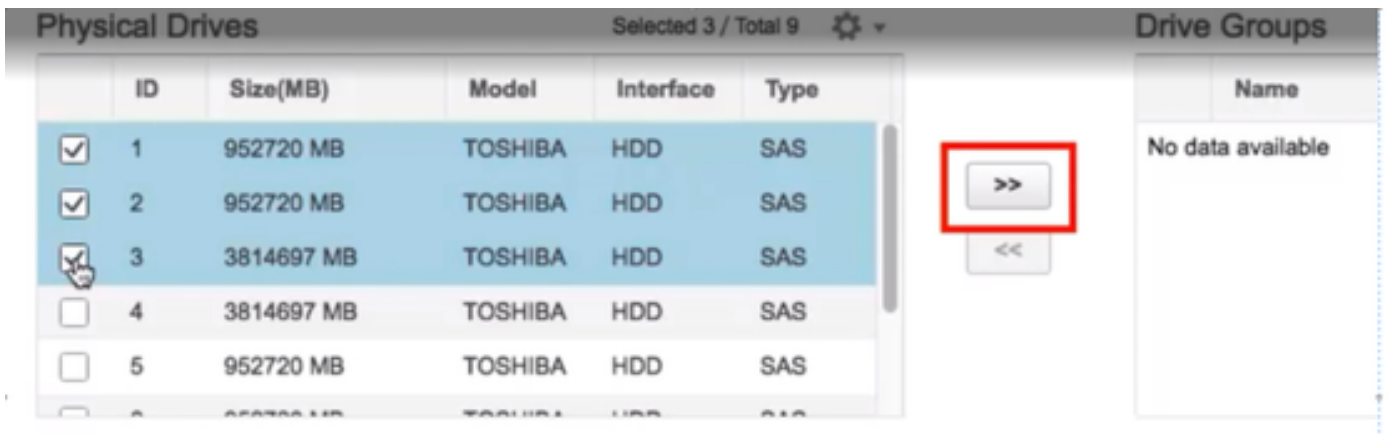 Physical Drives Selected 3 / Total 9
ID Size(MB) Model Interface Type
1 952720 MB TOSHIBA HDD SAS
2 952720 MB TOSHIBA HDD SAS
3 3814697 MB TOSHIBA HDD SAS
4 3814697 MB TOSHIBA HDD SAS
5 952720 MB TOSHIBA HDD SAS
>>
<<
Drive Groups
Name
No data available